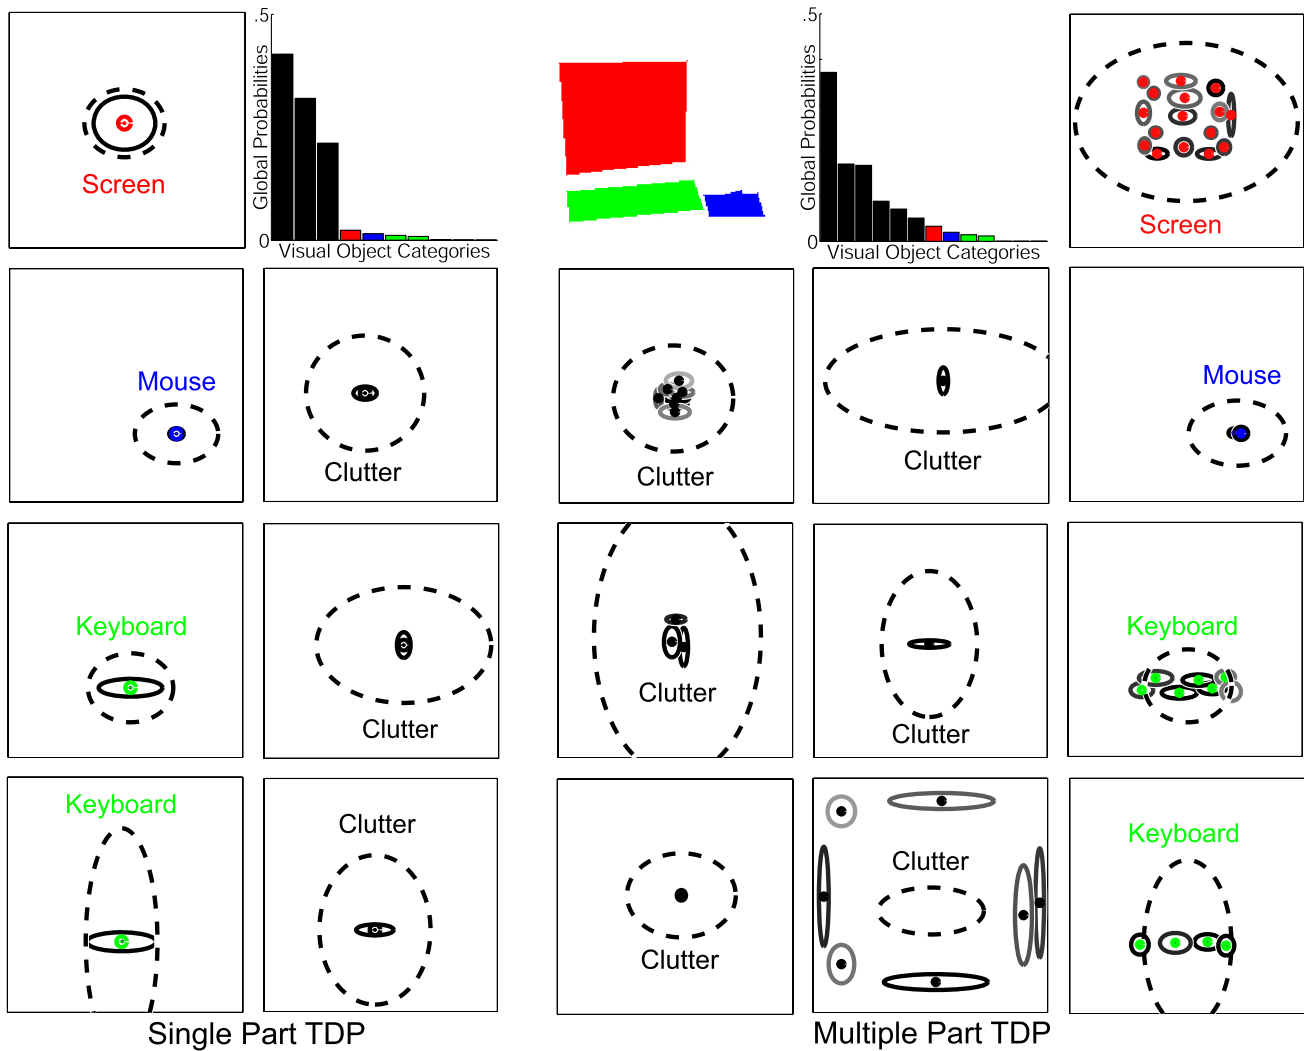 .5
Global Probabilities
0
Visual Object Categories
Screen
.5
Global Probabilities
0
Visual Object Categories
Screen
Mouse
Clutter
Clutter
Clutter
Mouse
Keyboard
Clutter
Clutter
Clutter
Keyboard
Keyboard
Clutter
Clutter
Clutter
Keyboard
Single Part TDP
Multiple Part TDP